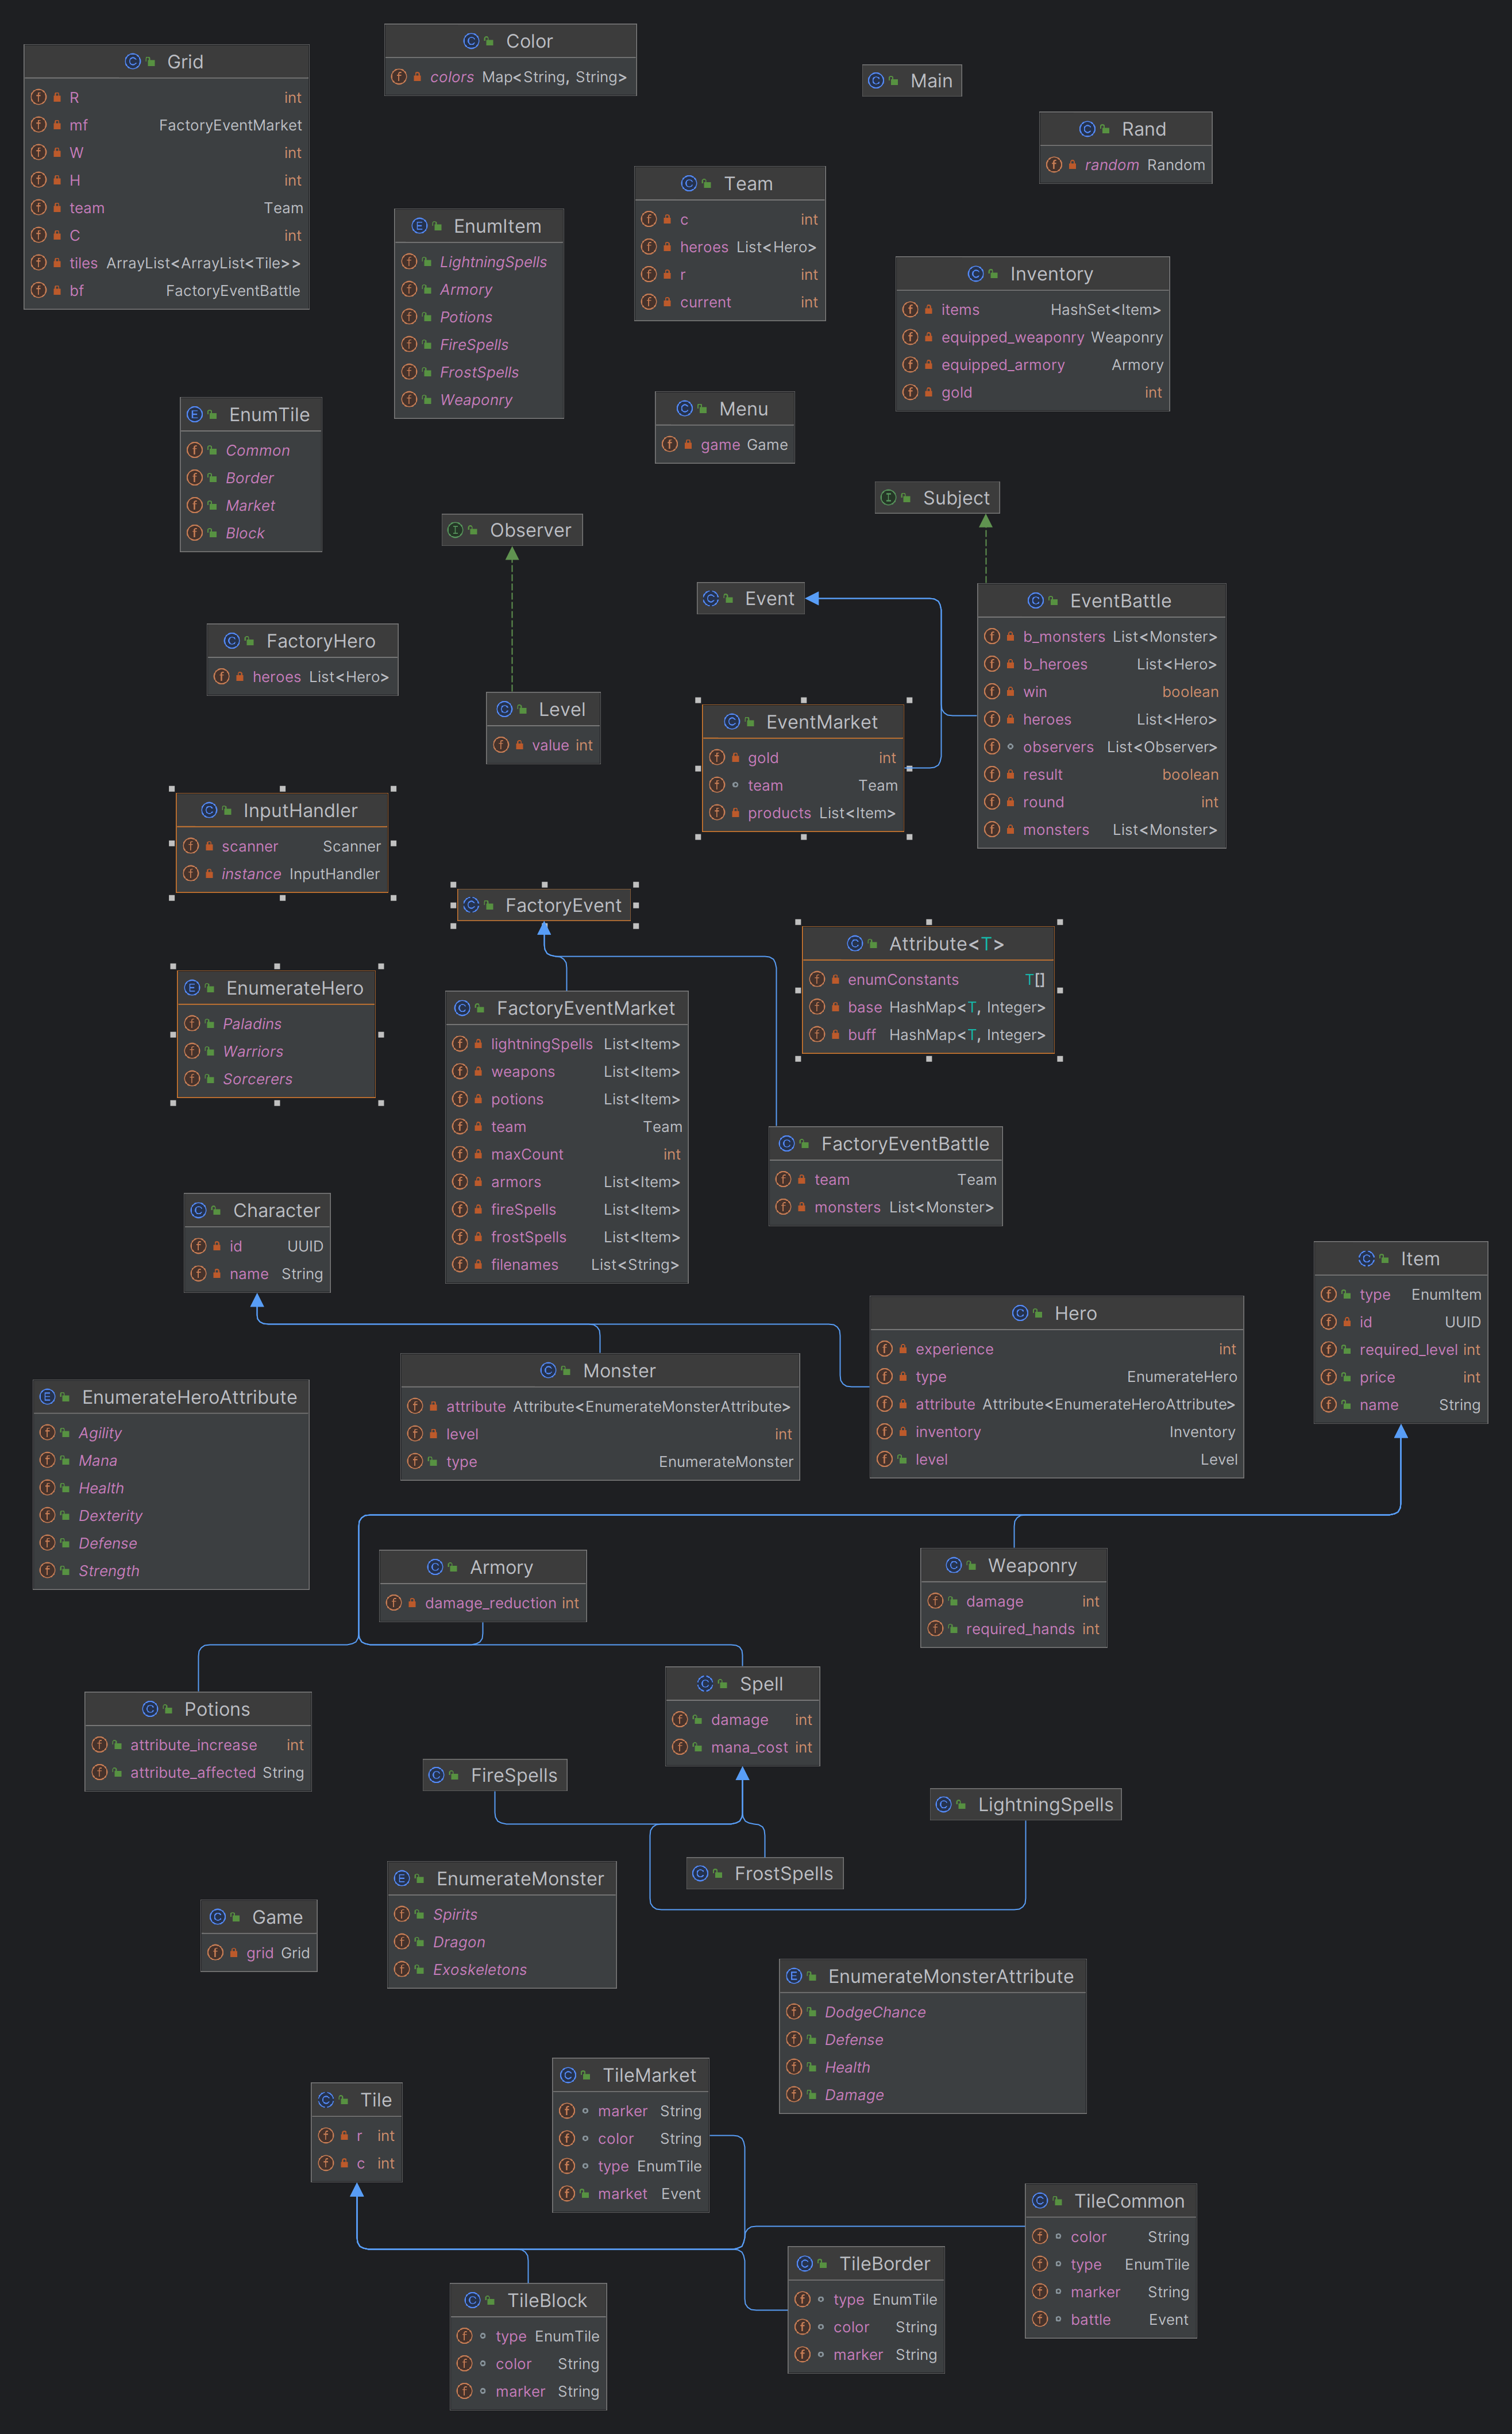 Grid
R int
mf FactoryEventMarket
W int
H int
team Team
C int
tiles ArrayList<ArrayList<Tile>>
bf FactoryEventBattle
Color
colors Map<String, String>
Main
Rand
random Random
Team
c int
heroes List<Hero>
r int
current int
EnumItem
LightningSpells
Armory
Potions
FireSpells
FrostSpells
Weaponry
Inventory
items HashSet<Item>
equipped_weaponry Weaponry
equipped_armory Armory
gold int
EnumTile
Common
Border
Market
Block
Menu
game Game
Subject
Observer
Event
EventBattle
b_monsters List<Monster>
b_heroes List<Hero>
win boolean
heroes List<Hero>
observers List<Observer>
result boolean
round int
monsters List<Monster>
FactoryHero
heroes List<Hero>
Level
value int
EventMarket
gold int
team Team
products List<Item>
InputHandler
scanner Scanner
instance InputHandler
FactoryEvent
Attribute<T>
enumConstants T[]
base HashMap<T, Integer>
buff HashMap<T, Integer>
EnumerateHero
Paladins
Warriors
Sorcerers
FactoryEventMarket
lightningSpells List<Item>
weapons List<Item>
potions List<Item>
team Team
maxCount int
armors List<Item>
fireSpells List<Item>
frostSpells List<Item>
filenames List<String>
FactoryEventBattle
team Team
monsters List<Monster>
Character
id UUID
name String
Item
type EnumItem
id UUID
required_level int
price int
name String
Hero
experience int
type EnumerateHero
attribute Attribute<EnumerateHeroAttribute>
inventory Inventory
level Level
Monster
attribute Attribute<EnumerateMonsterAttribute>
level int
type EnumerateMonster
EnumerateHeroAttribute
Agility
Mana
Health
Dexterity
Defense
Strength
Armory
damage_reduction int
Weaponry
damage int
required_hands int
Spell
damage int
mana_cost int
Potions
attribute_increase int
attribute_affected String
FireSpells
LightningSpells
FrostSpells
EnumerateMonster
Spirits
Dragon
Exoskeletons
Game
grid Grid
EnumerateMonsterAttribute
DodgeChance
Defense
Health
Damage
TileMarket
marker String
color String
type EnumTile
market Event
Tile
r int
c int
TileCommon
color String
type EnumTile
marker String
battle Event
TileBorder
type EnumTile
color String
marker String
TileBlock
type EnumTile
color String
marker String